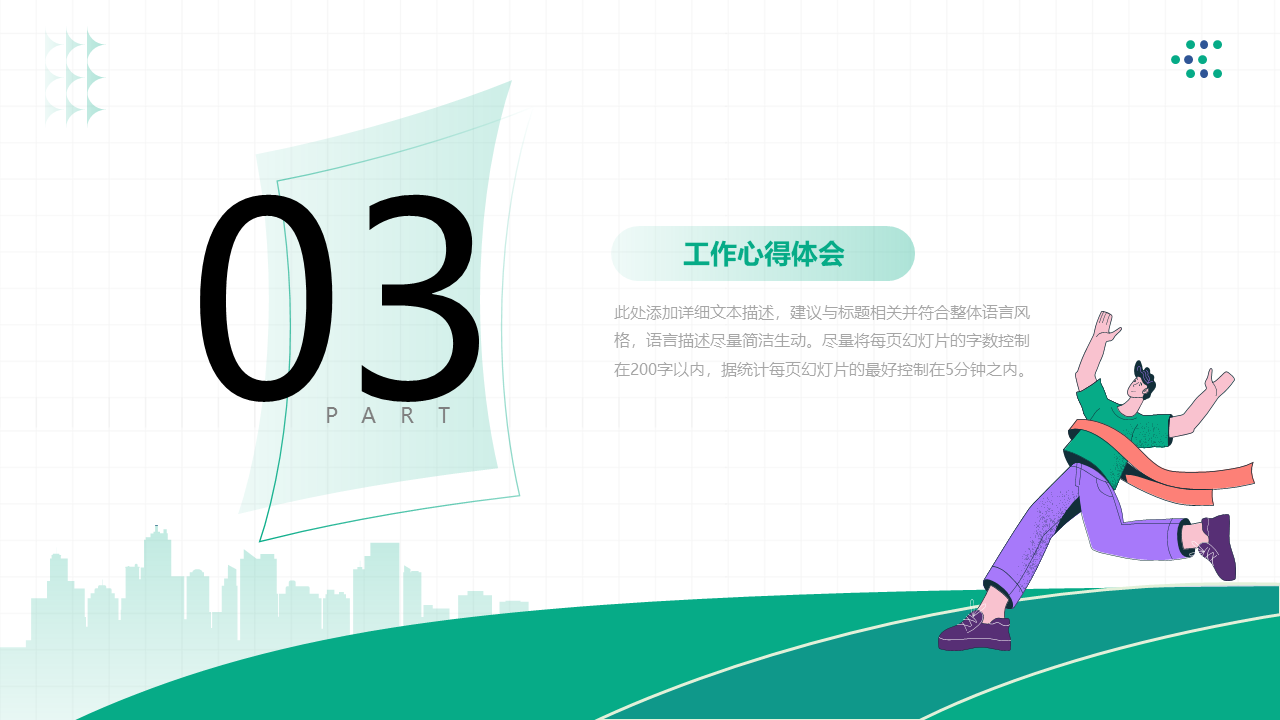 03
PART
工作心得体会
此处添加详细文本描述，建议与标题相关并符合整体语言风
格，语言描述尽量简洁生动。尽量将每页幻灯片的字数控制
在200字以内，据统计每页幻灯片的最好控制在5分钟之内。